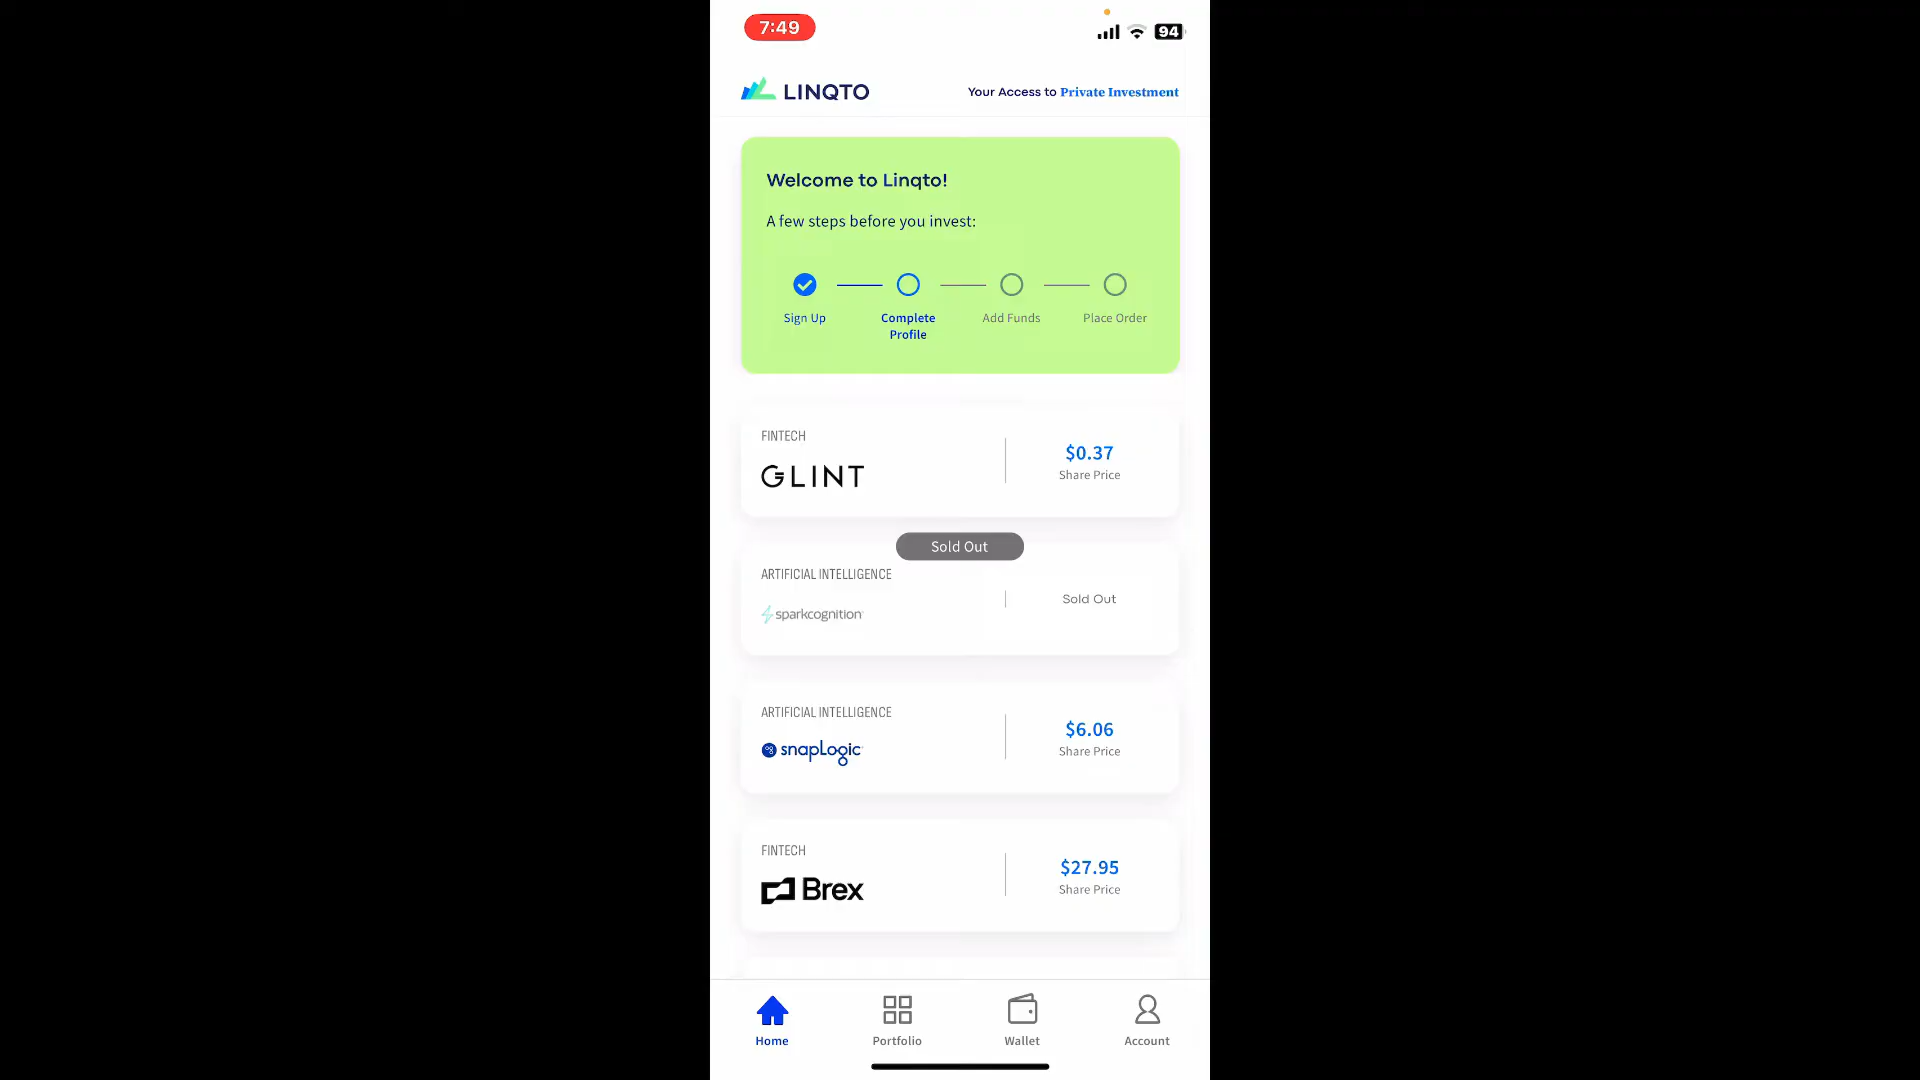 7:49
94
LINQTO
Your Access to Private Investment
Welcome to Linqto!
A few steps before you invest:
Sign Up
Complete
Profile
Add Funds
Place Order
FINTECH
GLINT
$0.37
Share Price
Sold Out
ARTIFICIAL INTELLIGENCE
sparkcognition
Sold Out
ARTIFICIAL INTELLIGENCE
snapLogic
$6.06
Share Price
FINTECH
Brex
$27.95
Share Price
Home
Portfolio
Wallet
Account